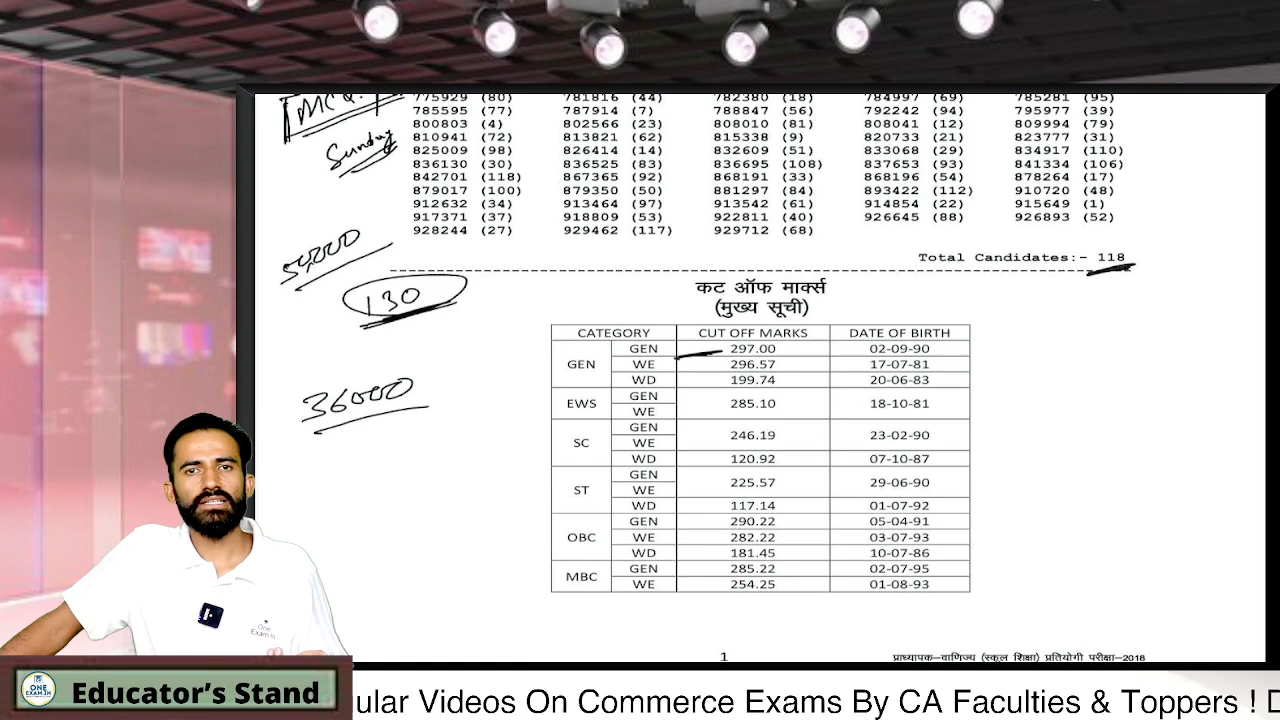 MCQ.
Sunday
54000
130
36000
775929 (80) 781816 (44) 782380 (18) 784997 (69) 785281 (95)
785595 (77) 787914 (7) 788847 (56) 792242 (94) 795977 (39)
800803 (4) 802566 (23) 808010 (81) 808041 (12) 809994 (79)
810941 (72) 813821 (62) 815338 (9) 820733 (21) 823777 (31)
825009 (98) 826414 (14) 832609 (51) 833068 (29) 834917 (110)
836130 (30) 836525 (83) 836695 (108) 837653 (93) 841334 (106)
842701 (118) 867365 (92) 868191 (33) 868196 (54) 878264 (17)
879017 (100) 879350 (50) 881297 (84) 893422 (112) 910720 (48)
912632 (34) 913464 (97) 913542 (61) 914854 (22) 915649 (1)
917371 (37) 918809 (53) 922811 (40) 926645 (88) 926893 (52)
928244 (27) 929462 (117) 929712 (68)
Total Candidates:- 118
कट ऑफ मार्क्स
(मुख्य सूची)
CATEGORY CUT OFF MARKS DATE OF BIRTH
GEN GEN 297.00 02-09-90
WE 296.57 17-07-81
WD 199.74 20-06-83
EWS GEN WE 285.10 18-10-81
SC GEN WE 246.19 23-02-90
WD 120.92 07-10-87
ST GEN WE 225.57 29-06-90
WD 117.14 01-07-92
OBC GEN 290.22 05-04-91
WE 282.22 03-07-93
WD 181.45 10-07-86
MBC GEN 285.22 02-07-95
WE 254.25 01-08-93
1 प्राध्यापक–वाणिज्य (स्कूल शिक्षा) प्रतियोगी परीक्षा–2018
One
Exam.in
ONE
EXAM.IN
Educator's Stand
ular Videos On Commerce Exams By CA Faculties & Toppers ! D